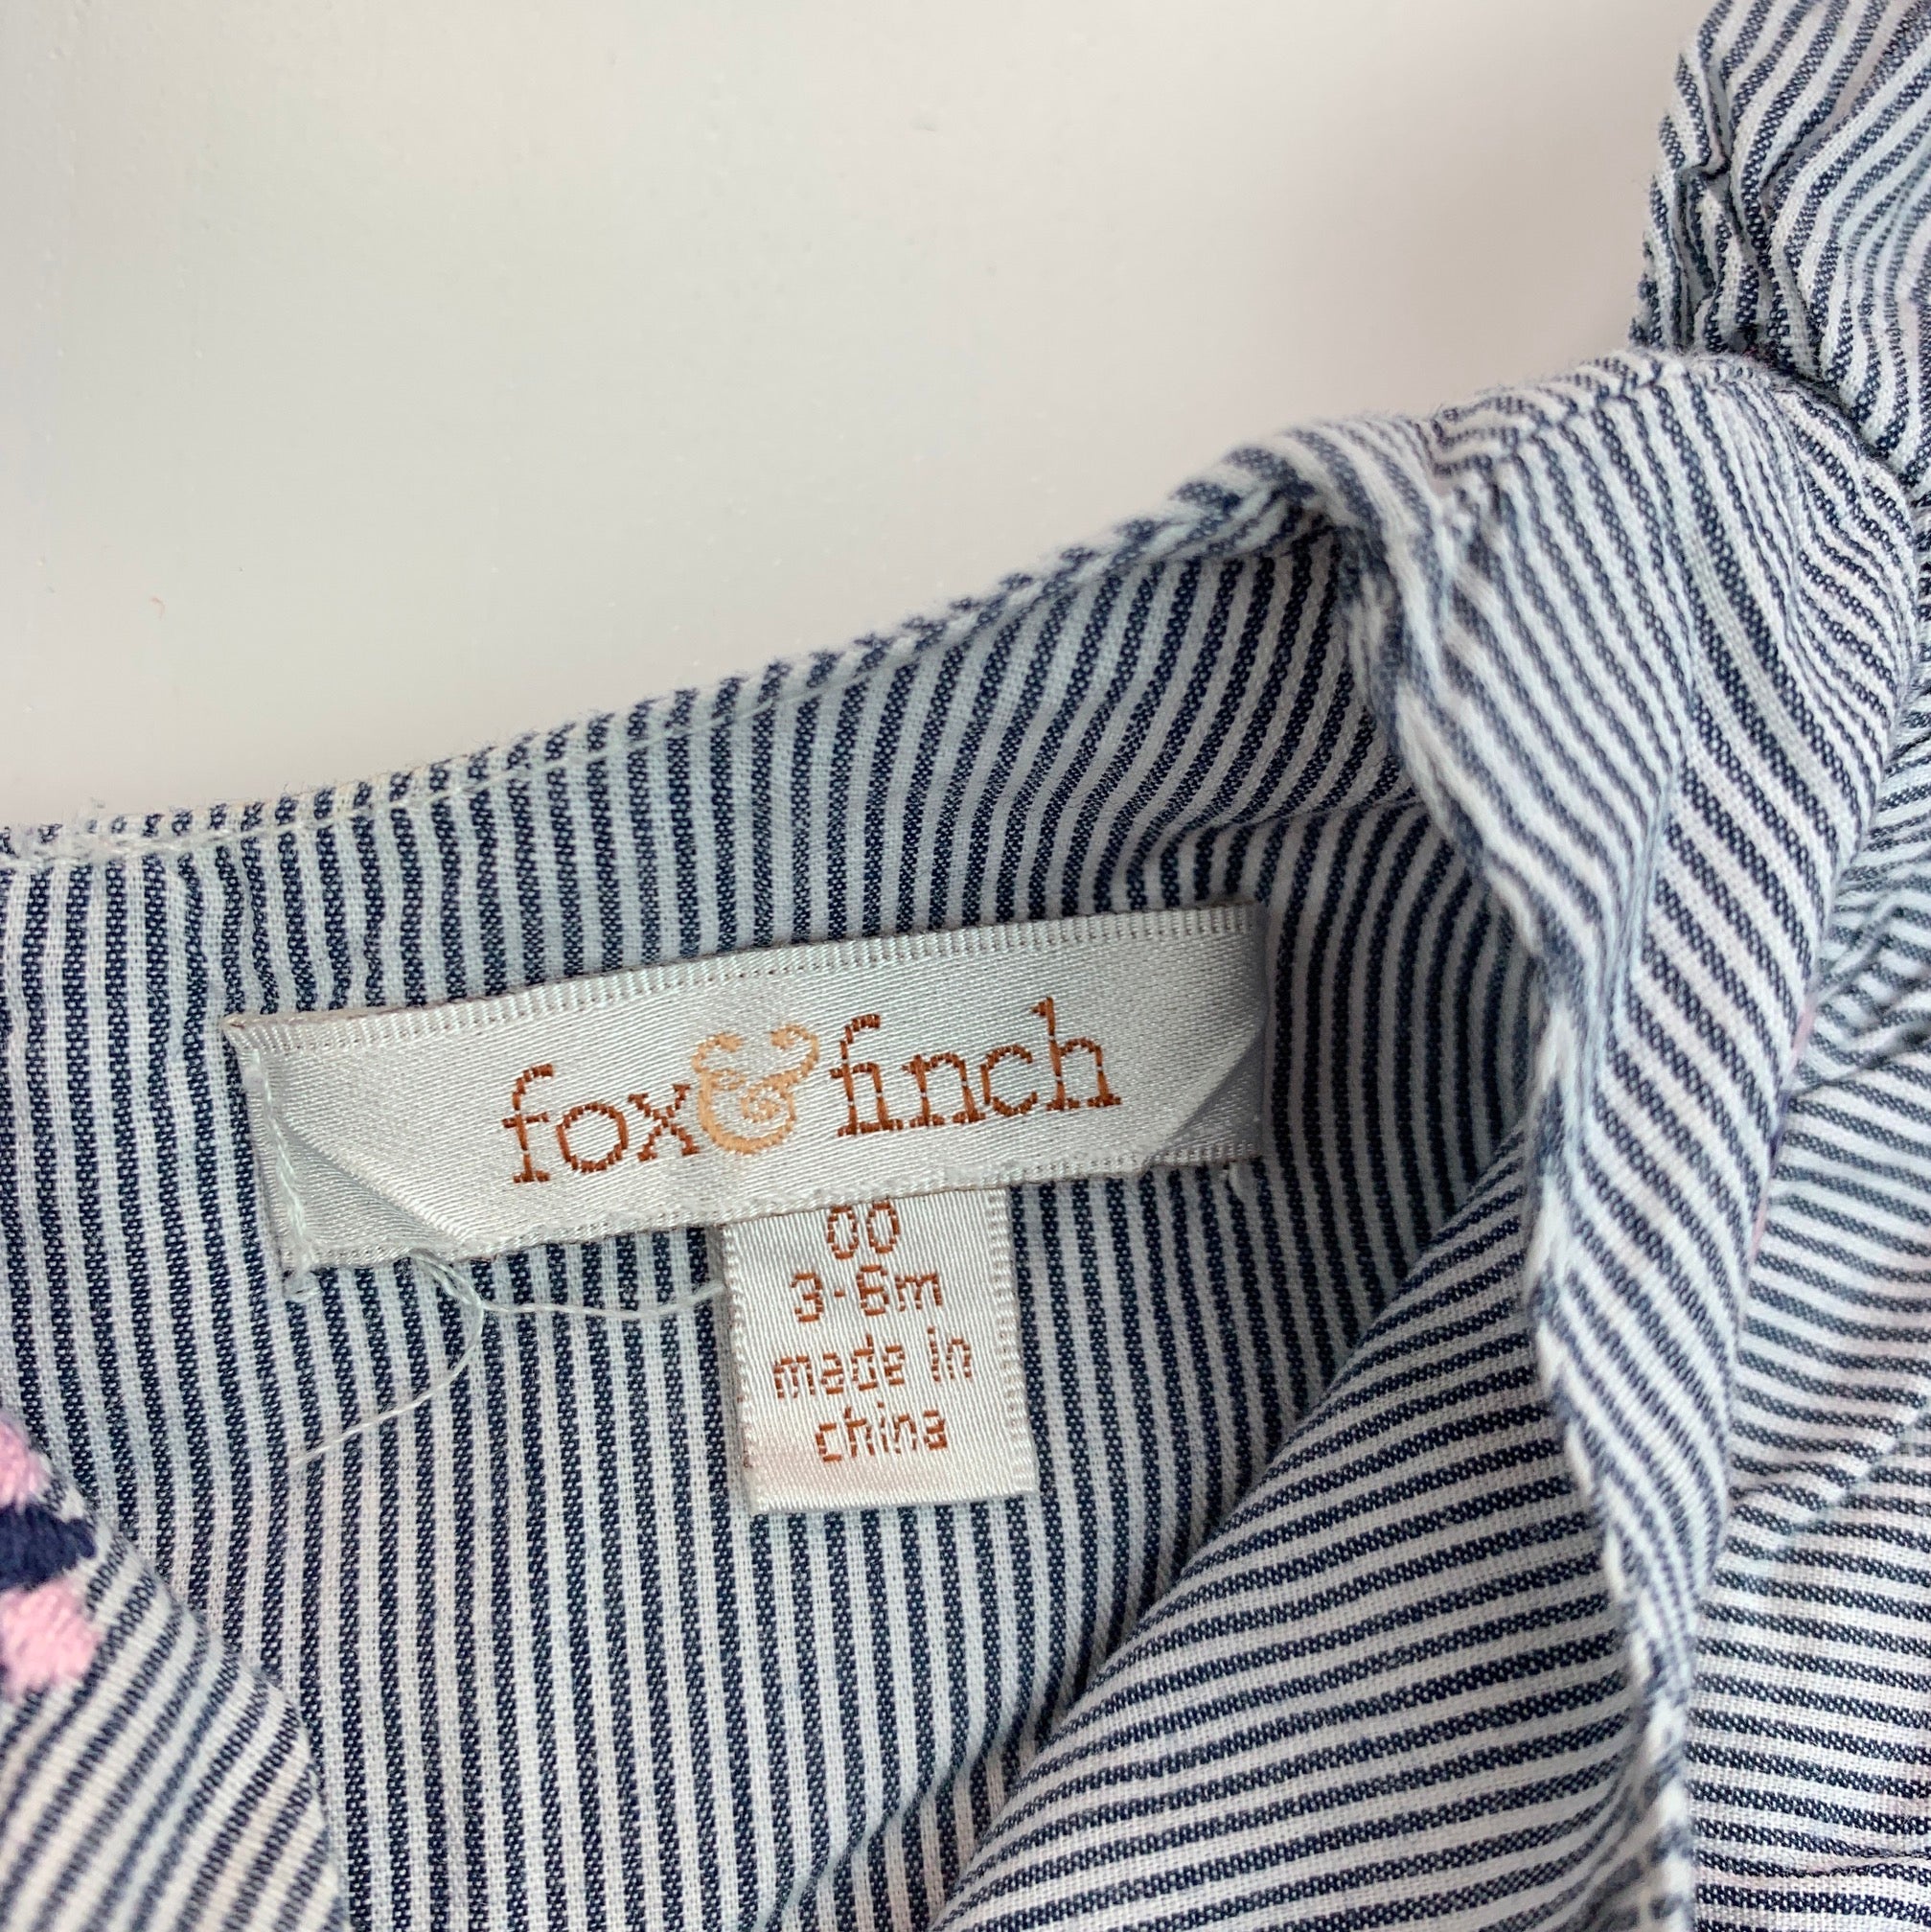 fox & finch
00
3-6m
made in
china